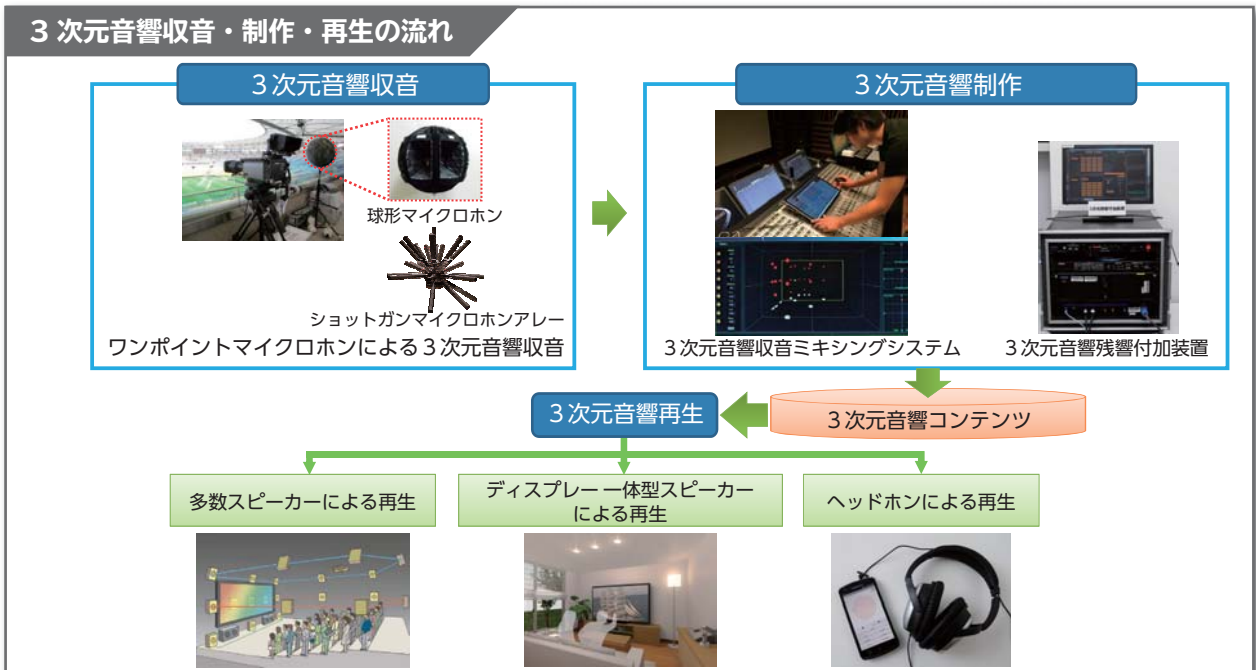 3次元音響収音・制作・再生の流れ
3次元音響収音
球形マイクロホン
ショットガンマイクロホンアレー
ワンポイントマイクロホンによる3次元音響収音
3次元音響制作
3次元音響収音ミキシングシステム
3次元音響残響付加装置
3次元音響コンテンツ
3次元音響再生
多数スピーカーによる再生
ディスプレー一体型スピーカー
による再生
ヘッドホンによる再生